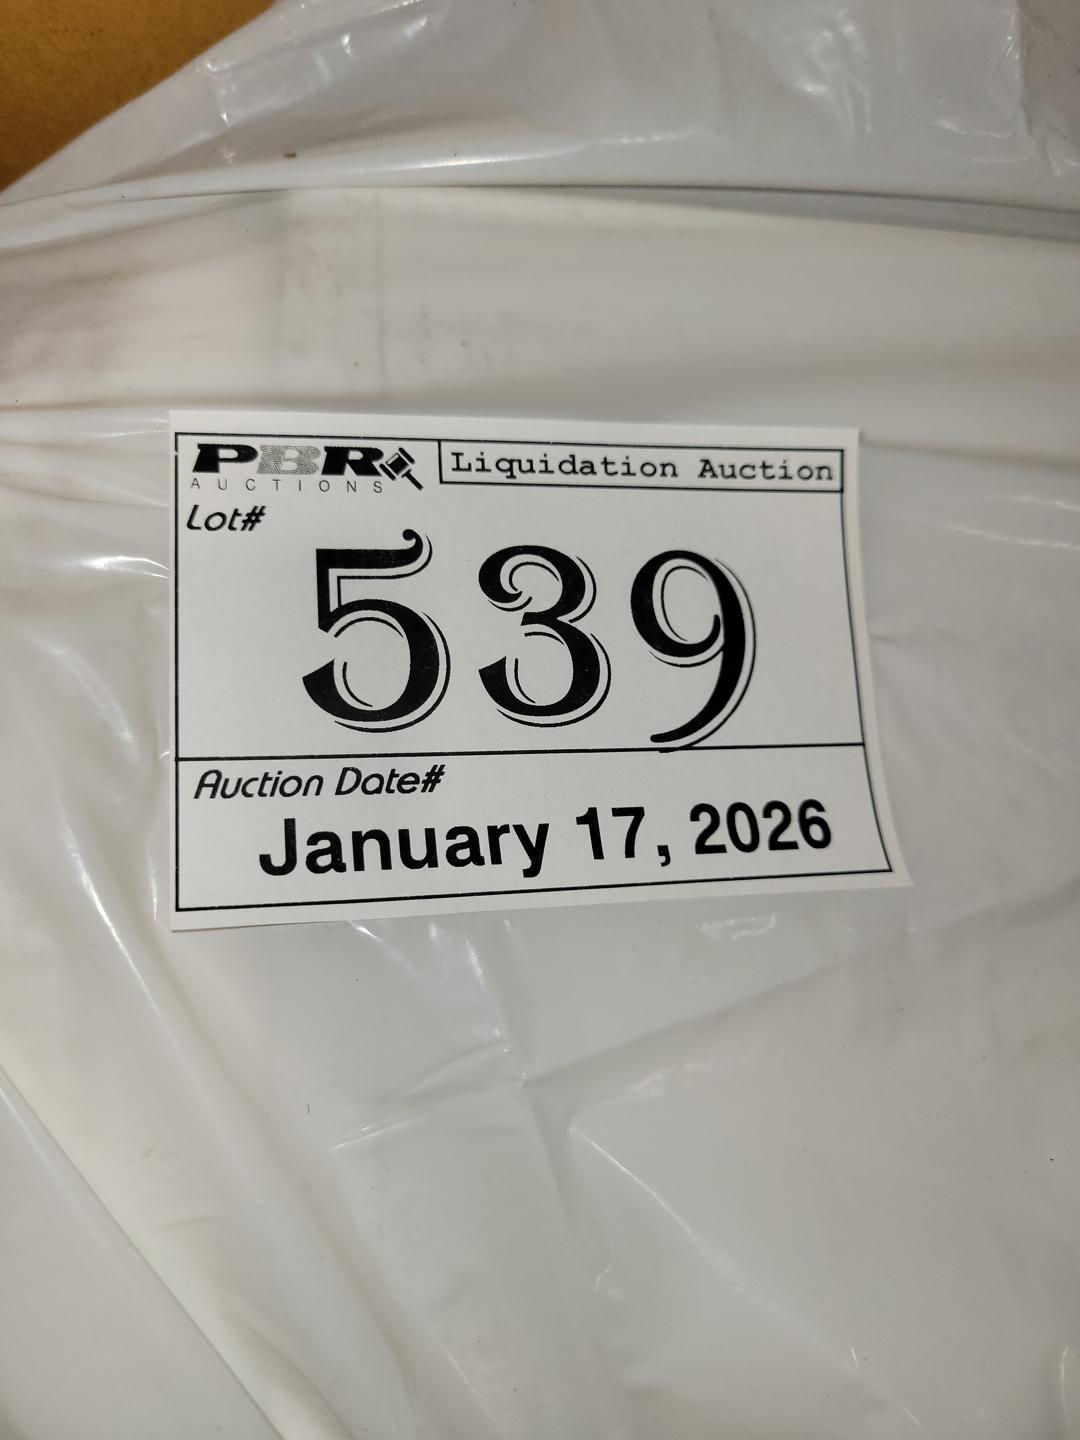 PBR
AUCTIONS
Liquidation Auction
Lot#
539
Auction Date#
January 17, 2026